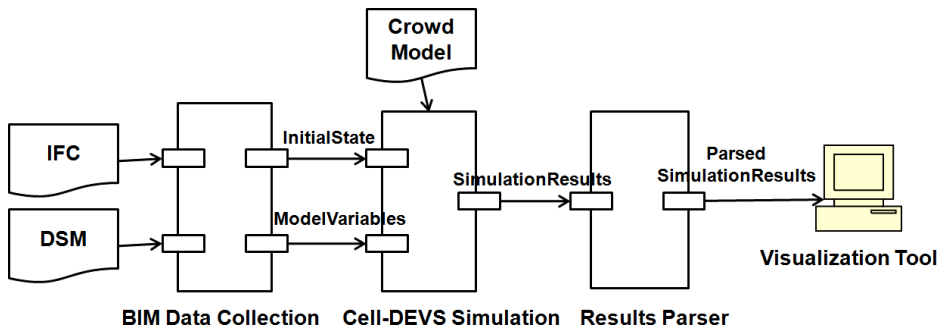 Crowd
Model
IFC
InitialState
Parsed
SimulationResults
SimulationResults
DSM
ModelVariables
Visualization Tool
BIM Data Collection
Cell-DEVS Simulation
Results Parser